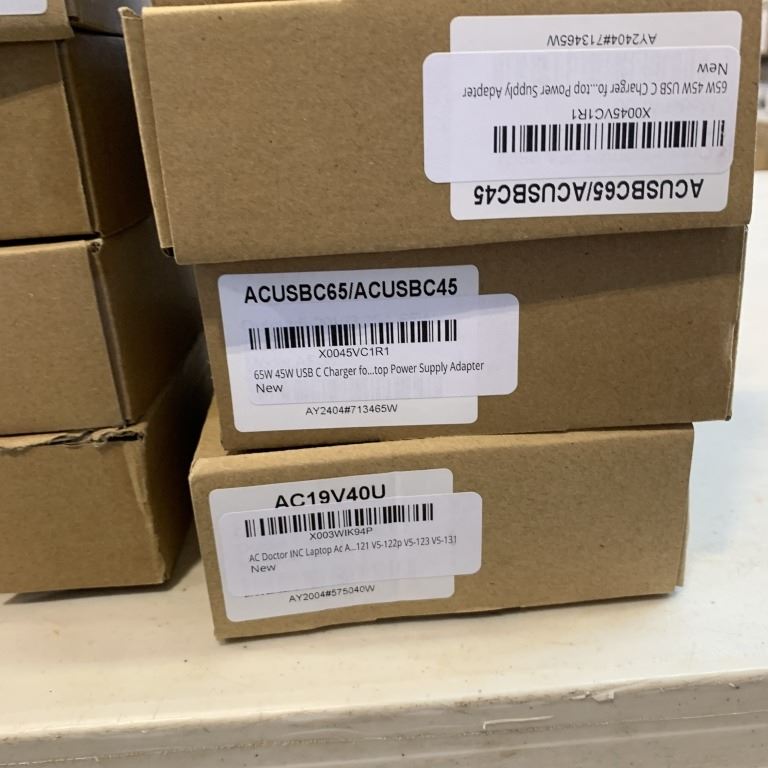 AY2404#713465W
New
65W 45W USB C Charger fo...top Power Supply Adapter
X0045VC1R1
ACUSBC65/ACUSBC45
ACUSBC65/ACUSBC45
X0045VC1R1
65W 45W USB C Charger fo...top Power Supply Adapter
New
AY2404#713465W
AC19V40U
X003WIK94P
AC Doctor INC Laptop Ac A...121 V5-122p V5-123 V5-131
New
AY2004#575040W